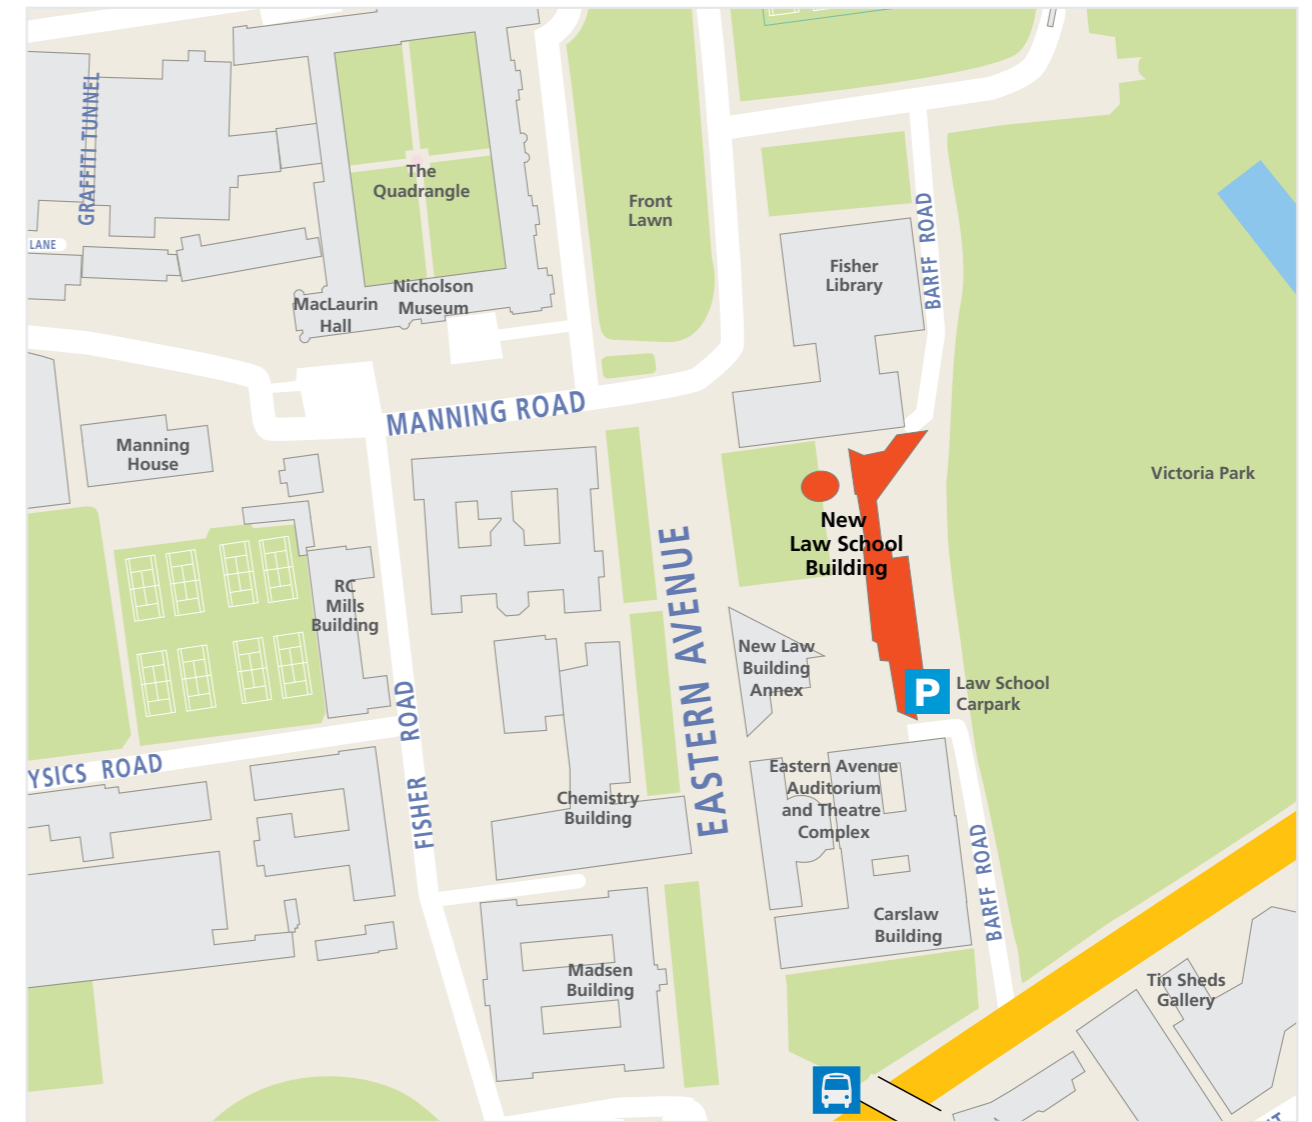 GRAFFITI TUNNEL
The
Quadrangle
Front
Lawn
BARFF ROAD
LANE
Fisher
Library
Nicholson
Museum
MacLaurin
Hall
MANNING ROAD
Manning
House
Victoria Park
New
Law School
Building
EASTERN AVENUE
RC
Mills
Building
New Law
Building
Annex
P
Law School
Carpark
FISHER ROAD
YSICS ROAD
Eastern Avenue
Auditorium
and Theatre
Complex
Chemistry
Building
BARFF ROAD
Carslaw
Building
Madsen
Building
Tin Sheds
Gallery